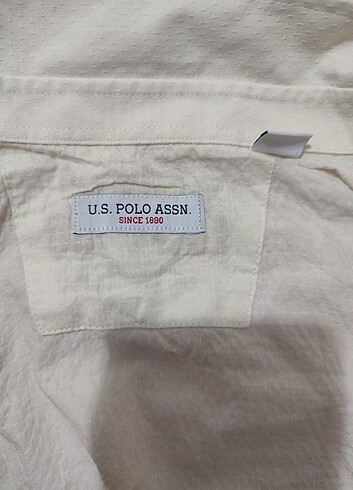 U.S. POLO ASSN.
SINCE 1890